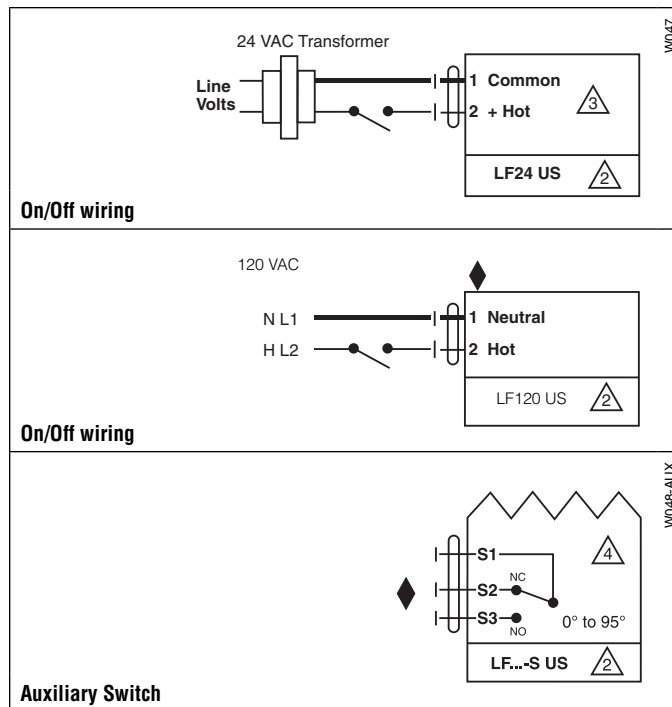 W047
24 VAC Transformer
Line
Volts
1 Common
2 + Hot
3
LF24 US
2
On/Off wiring
120 VAC
N L1
1 Neutral
H L2
2 Hot
LF120 US
2
On/Off wiring
W048-AUX
S1
4
S2
NC
S3
NO
0° to 95°
LF...-S US
2
Auxiliary Switch